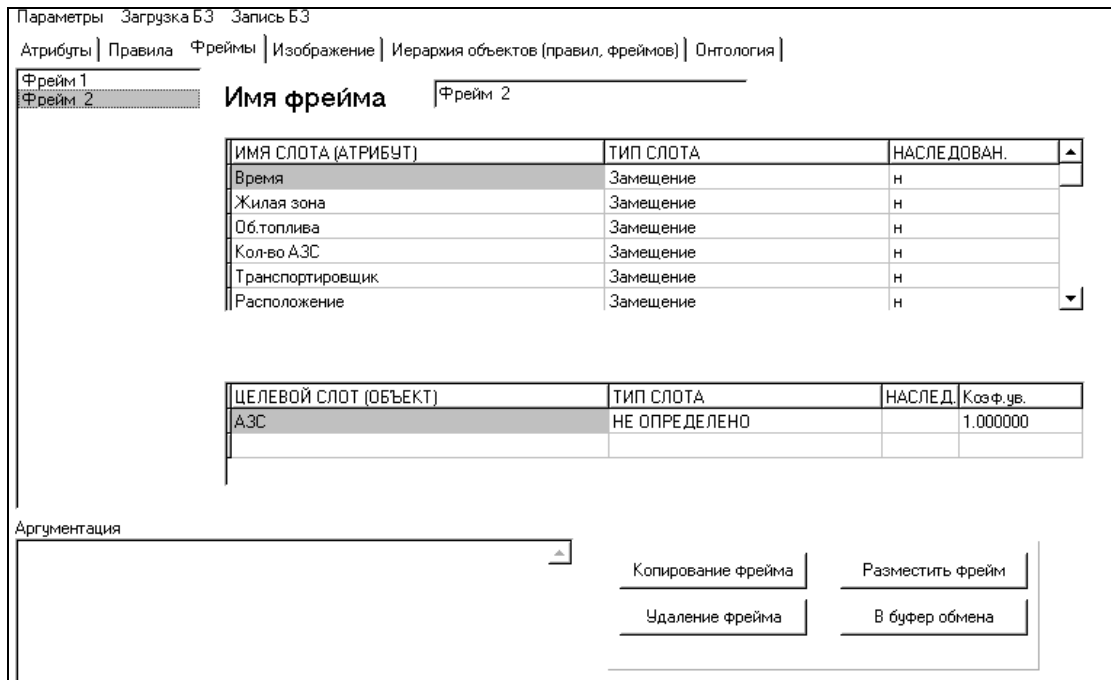 Параметры Загрузка БЗ Запись БЗ
Атрибуты Правила Фреймы Изображение Иерархия объектов (правил, фреймов) Онтология
Фрейм 1
Фрейм 2
Имя фрейма Фрейм 2
ИМЯ СЛОТА (АТРИБУТ) ТИП СЛОТА НАСЛЕДОВАН.
Время Замещение н
Жилая зона Замещение н
Об.топлива Замещение н
Кол-во АЗС Замещение н
Транспортировщик Замещение н
Расположение Замещение н
ЦЕЛЕВОЙ СЛОТ (ОБЪЕКТ) ТИП СЛОТА НАСЛЕД. Коэф.ув.
АЗС НЕ ОПРЕДЕЛЕНО 1.000000
Аргументация
Копирование фрейма Разместить фрейм
Удаление фрейма В буфер обмена